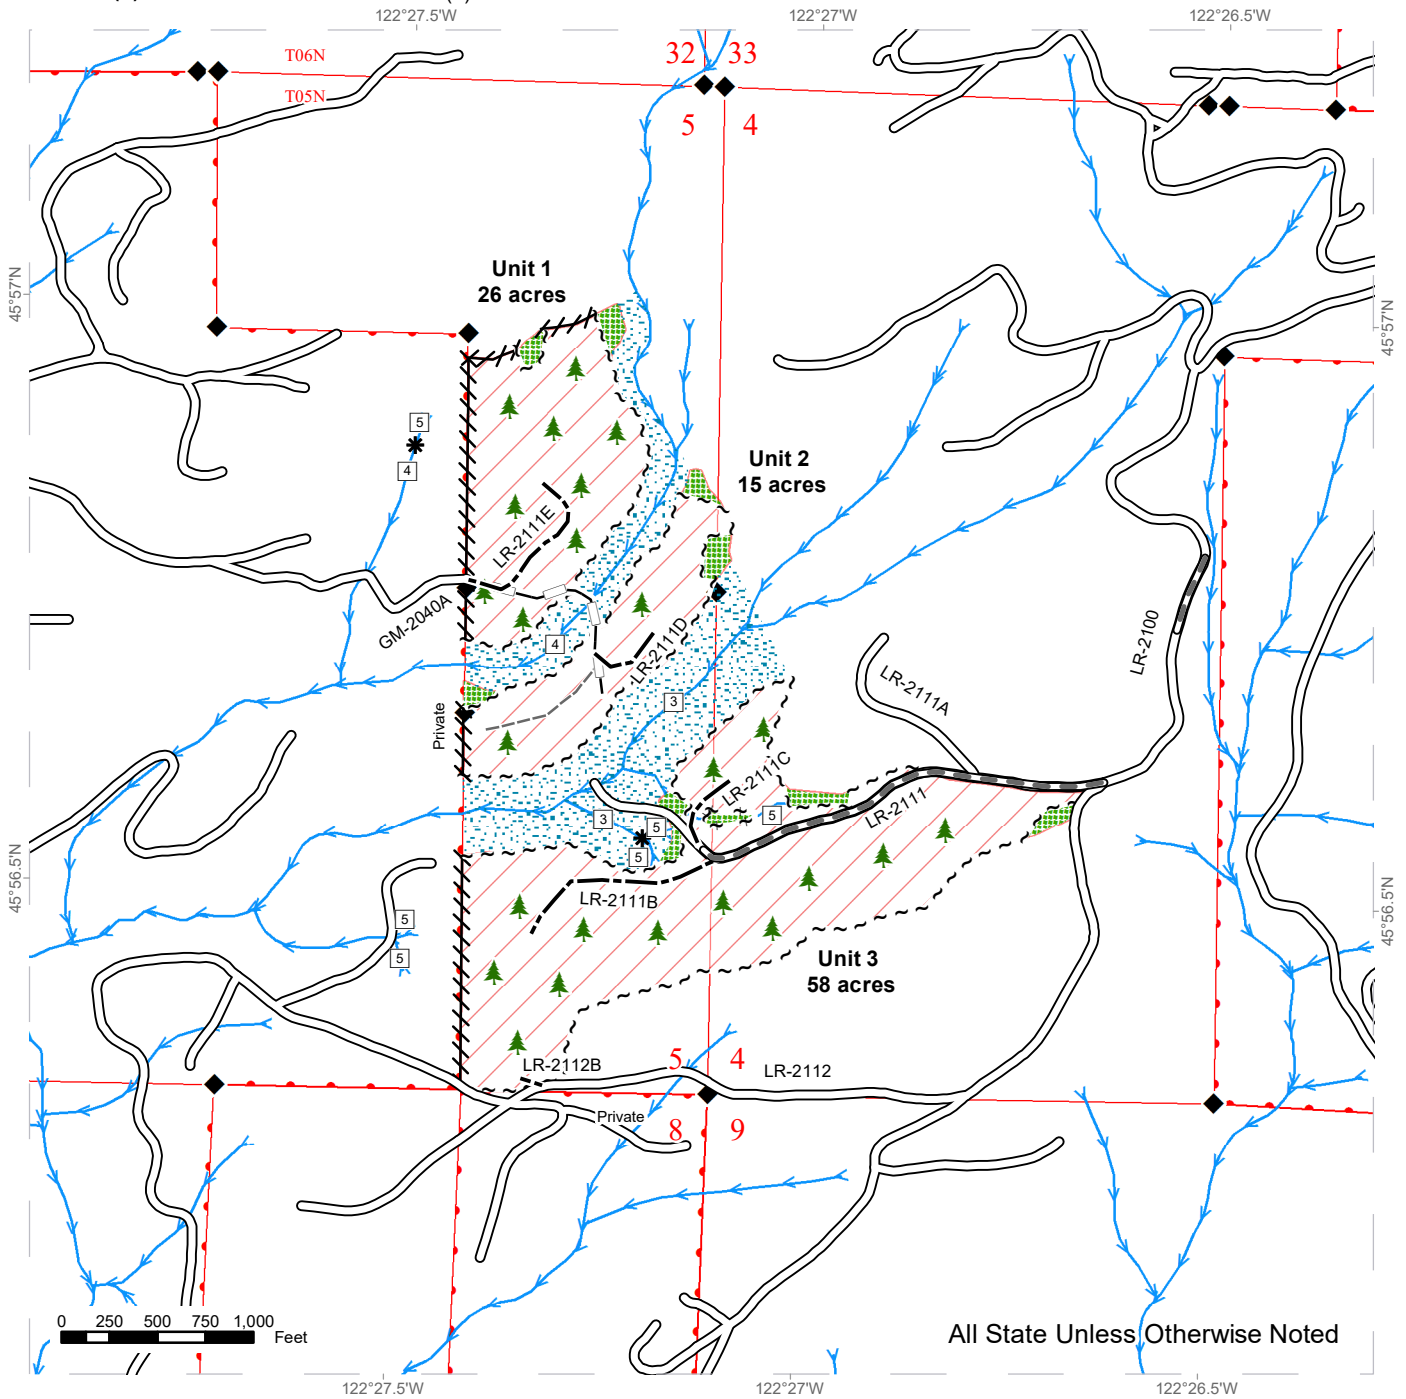 122°27.5'W
122°27'W
122°26.5'W
T06N
32
33
T05N
5
4
45°57'N
45°57'N
Unit 1
26 acres
5
4
Unit 2
15 acres
LR-2111E
GM-2040A
4
LR-2111D
LR-2100
LR-2111A
3
Private
LR-2111C
LR-2111
5
3
5
5
45°56.5'N
45°56.5'N
LR-2111B
5
5
Unit 3
58 acres
5
4
LR-2112B
LR-2112
Private
8
9
0 250 500 750 1,000
Feet
All State Unless Otherwise Noted
122°27.5'W
122°27'W
122°26.5'W